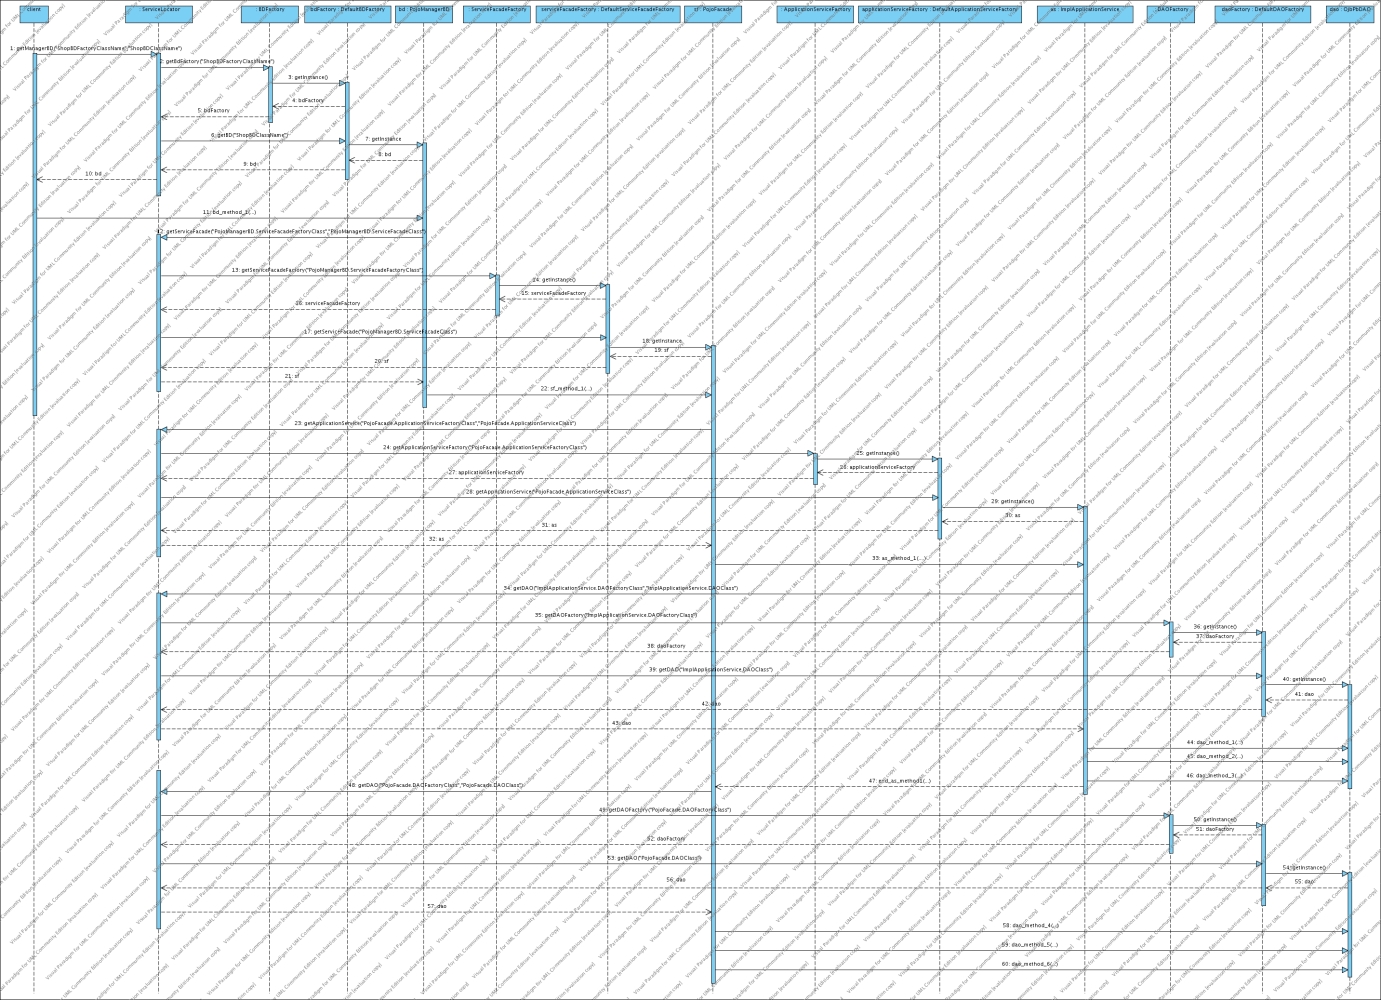 client
: ServiceLocator
: BDFactory
bdFactory : DefaultBDFactory
bd : PojoManagerBD
: ServiceFacadeFactory
serviceFacadeFactory : DefaultServiceFacadeFactory
sf : PojoFacade
: ApplicationServiceFactory
applicationServiceFactory : DefaultApplicationServiceFactory
as : ImplApplicationService
: DAOFactory
daoFactory : DefaultDAOFactory
dao : OjbPbDAO
1: getManagerBD("ShopBDFactoryClassName","ShopBDClassName")
2: getBdFactory("ShopBDFactoryClassName")
3: getInstance()
4: bdFactory
5: bdFactory
6: getBD("ShopBDClassName")
7: getInstance
8: bd
9: bd
10: bd
11: bd_method_1(..)
12: getServiceFacade("PojoManagerBD.ServiceFacadeFactoryClass","PojoManagerBD.ServiceFacadeClass")
13: getServiceFacadeFactory("PojoManagerBD.ServiceFacadeFactoryClass")
14: getInstance()
15: serviceFacadeFactory
16: serviceFacadeFactory
17: getServiceFacade("PojoManagerBD.ServiceFacadeClass")
18: getInstance
19: sf
20: sf
21: sf
22: sf_method_1(..)
23: getApplicationService("PojoFacade.ApplicationServiceFactoryClass","PojoFacade.ApplicationServiceClass")
24: getApplicationServiceFactory("PojoFacade.ApplicationServiceFactoryClass")
25: getInstance()
26: applicationServiceFactory
27: applicationServiceFactory
28: getApplicationService("PojoFacade.ApplicationServiceClass")
29: getInstance()
30: as
31: as
32: as
33: as_method_1(...)
34: getDAO("ImplApplicationService.DAOFactoryClass","ImplApplicationService.DAOClass")
35: getDAOFactory("ImplApplicationService.DAOFactoryClass")
36: getInstance()
37: daoFactory
38: daoFactory
39: getDAO("ImplApplicationService.DAOClass")
40: getInstance()
41: dao
42: dao
43: dao
44: dao_method_1(..)
45: dao_method_2(..)
46: dao_method_3(..)
47: end_as_method1(..)
48: getDAO("PojoFacade.DAOFactoryClass","PojoFacade.DAOClass")
49: getDAOFactory("PojoFacade.DAOFactoryClass")
50: getInstance()
51: daoFactory
52: daoFactory
53: getDAO("PojoFacade.DAOClass")
54: getInstance()
55: dao
56: dao
57: dao
58: dao_method_4(..)
59: dao_method_5(..)
60: dao_method_6(..)
Visual Paradigm for UML Community Edition [evaluation copy]